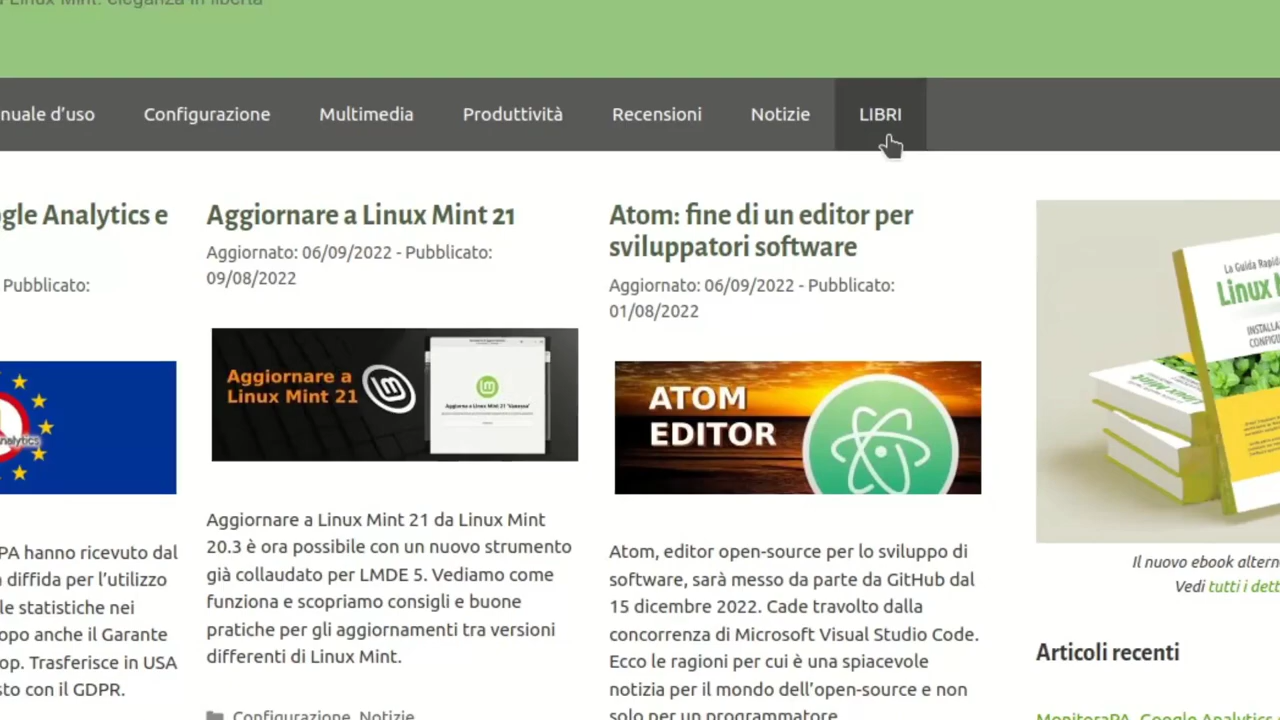 Linux Mint: eleganza in libertà
nuale d'uso Configurazione Multimedia Produttività Recensioni Notizie LIBRI
gle Analytics e
Pubblicato:
nalytics
PA hanno ricevuto dal
diffida per l'utilizzo
le statistiche nei
opo anche il Garante
op. Trasferisce in USA
sto con il GDPR.
Aggiornare a Linux Mint 21
Aggiornato: 06/09/2022 - Pubblicato:
09/08/2022
Aggiornare a
Linux Mint 21
Aggiornare a Linux Mint 21 da Linux Mint
20.3 è ora possibile con un nuovo strumento
già collaudato per LMDE 5. Vediamo come
funziona e scopriamo consigli e buone
pratiche per gli aggiornamenti tra versioni
differenti di Linux Mint.
Configurazione, Notizie
Atom: fine di un editor per
sviluppatori software
Aggiornato: 06/09/2022 - Pubblicato:
01/08/2022
ATOM
EDITOR
Atom, editor open-source per lo sviluppo di
software, sarà messo da parte da GitHub dal
15 dicembre 2022. Cade travolto dalla
concorrenza di Microsoft Visual Studio Code.
Ecco le ragioni per cui è una spiacevole
notizia per il mondo dell'open-source e non
solo per un programmatore.
La Guida Rapid
Linux M
INSTALLA
CONFIGU
Il nuovo ebook altern
Vedi tutti i dett
Articoli recenti
MonitoraPA, Google Analytics